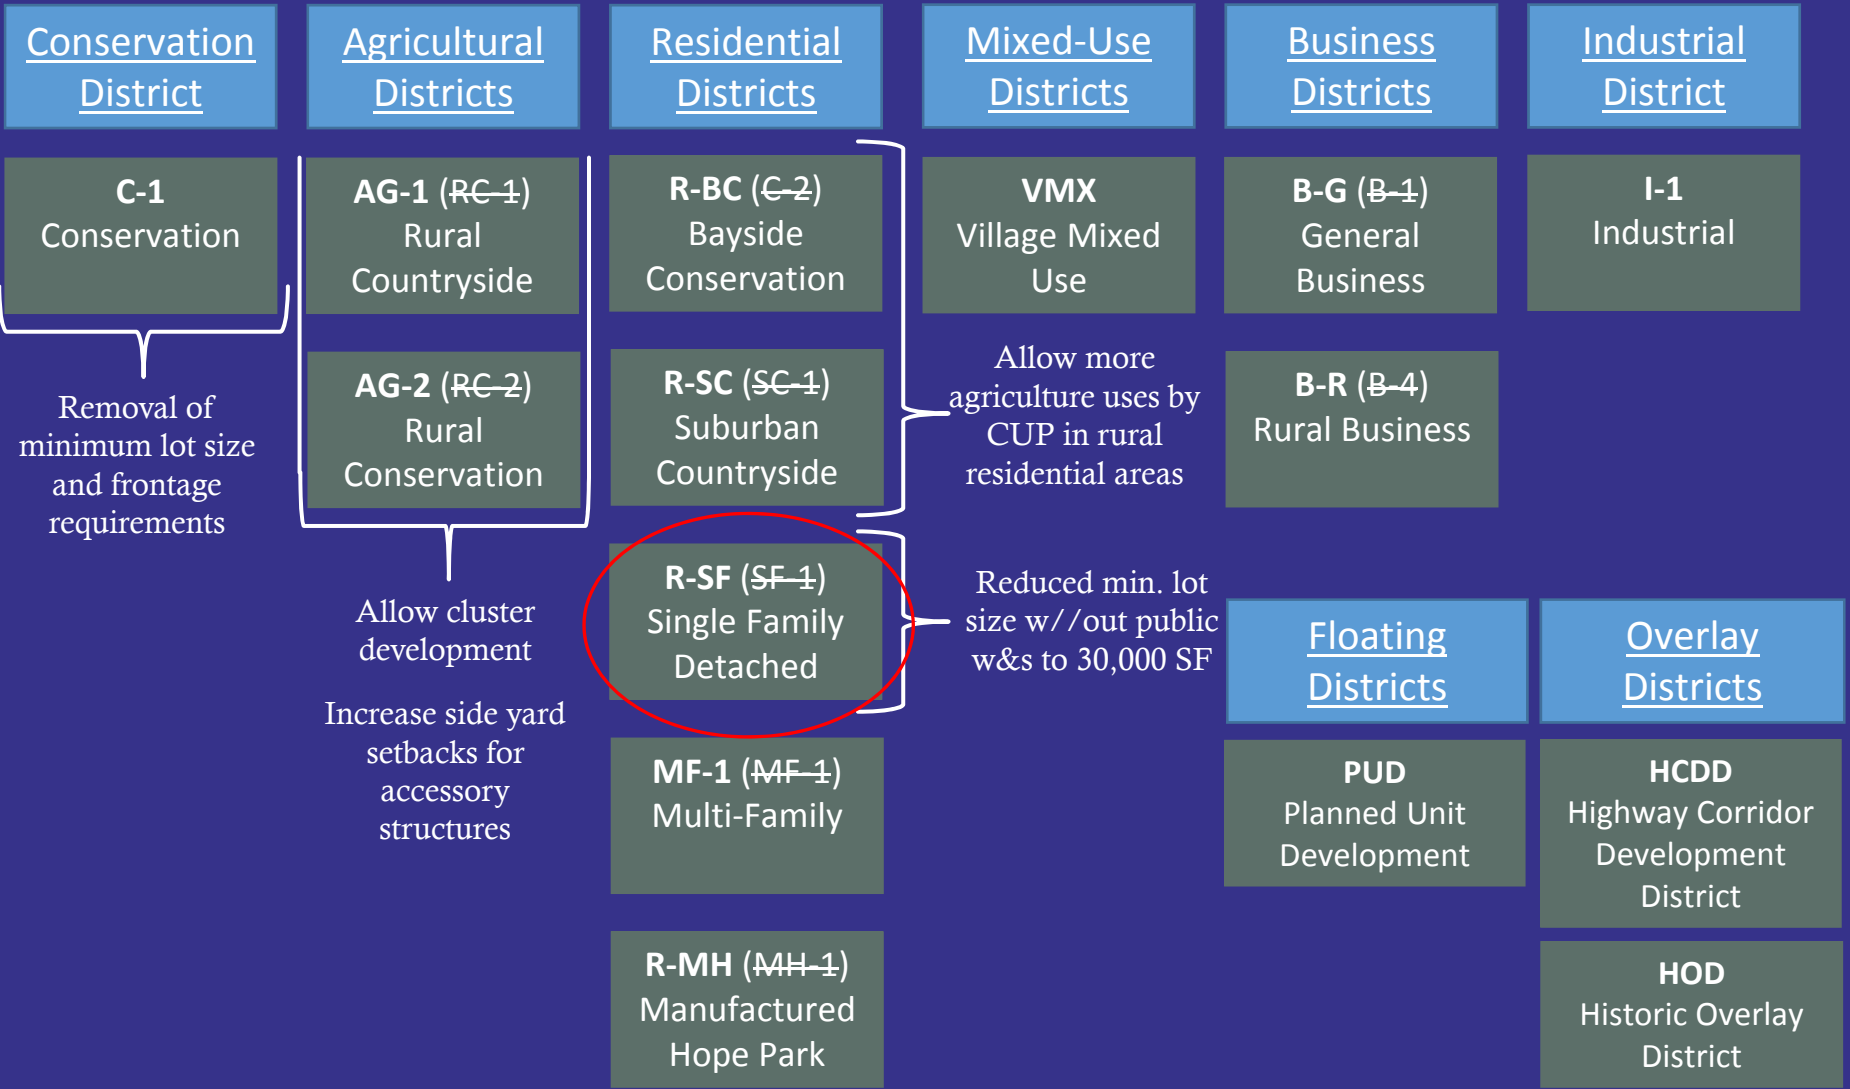 Conservation
District
C-1
Conservation
Removal of
minimum lot size
and frontage
requirements
Agricultural
Districts
AG-1 (RC-1)
Rural
Countryside
AG-2 (RC-2)
Rural
Conservation
Allow cluster
development
Increase side yard
setbacks for
accessory
structures
Residential
Districts
R-BC (C-2)
Bayside
Conservation
R-SC (SC-1)
Suburban
Countryside
R-SF (SF-1)
Single Family
Detached
MF-1 (MF-1)
Multi-Family
R-MH (MH-1)
Manufactured
Hope Park
Mixed-Use
Districts
VMX
Village Mixed
Use
Allow more
agriculture uses by
CUP in rural
residential areas
Reduced min. lot
size w//out public
w&s to 30,000 SF
Business
Districts
B-G (B-1)
General
Business
B-R (B-4)
Rural Business
Industrial
District
I-1
Industrial
Floating
Districts
PUD
Planned Unit
Development
Overlay
Districts
HCDD
Highway Corridor
Development
District
HOD
Historic Overlay
District